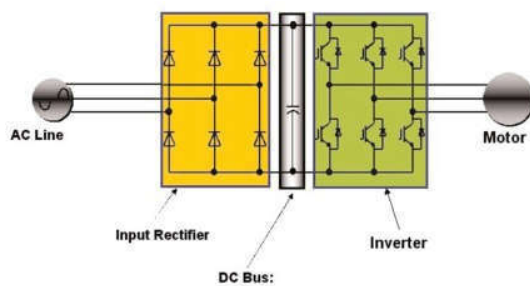 AC Line
Motor
Input Rectifier
Inverter
DC Bus: